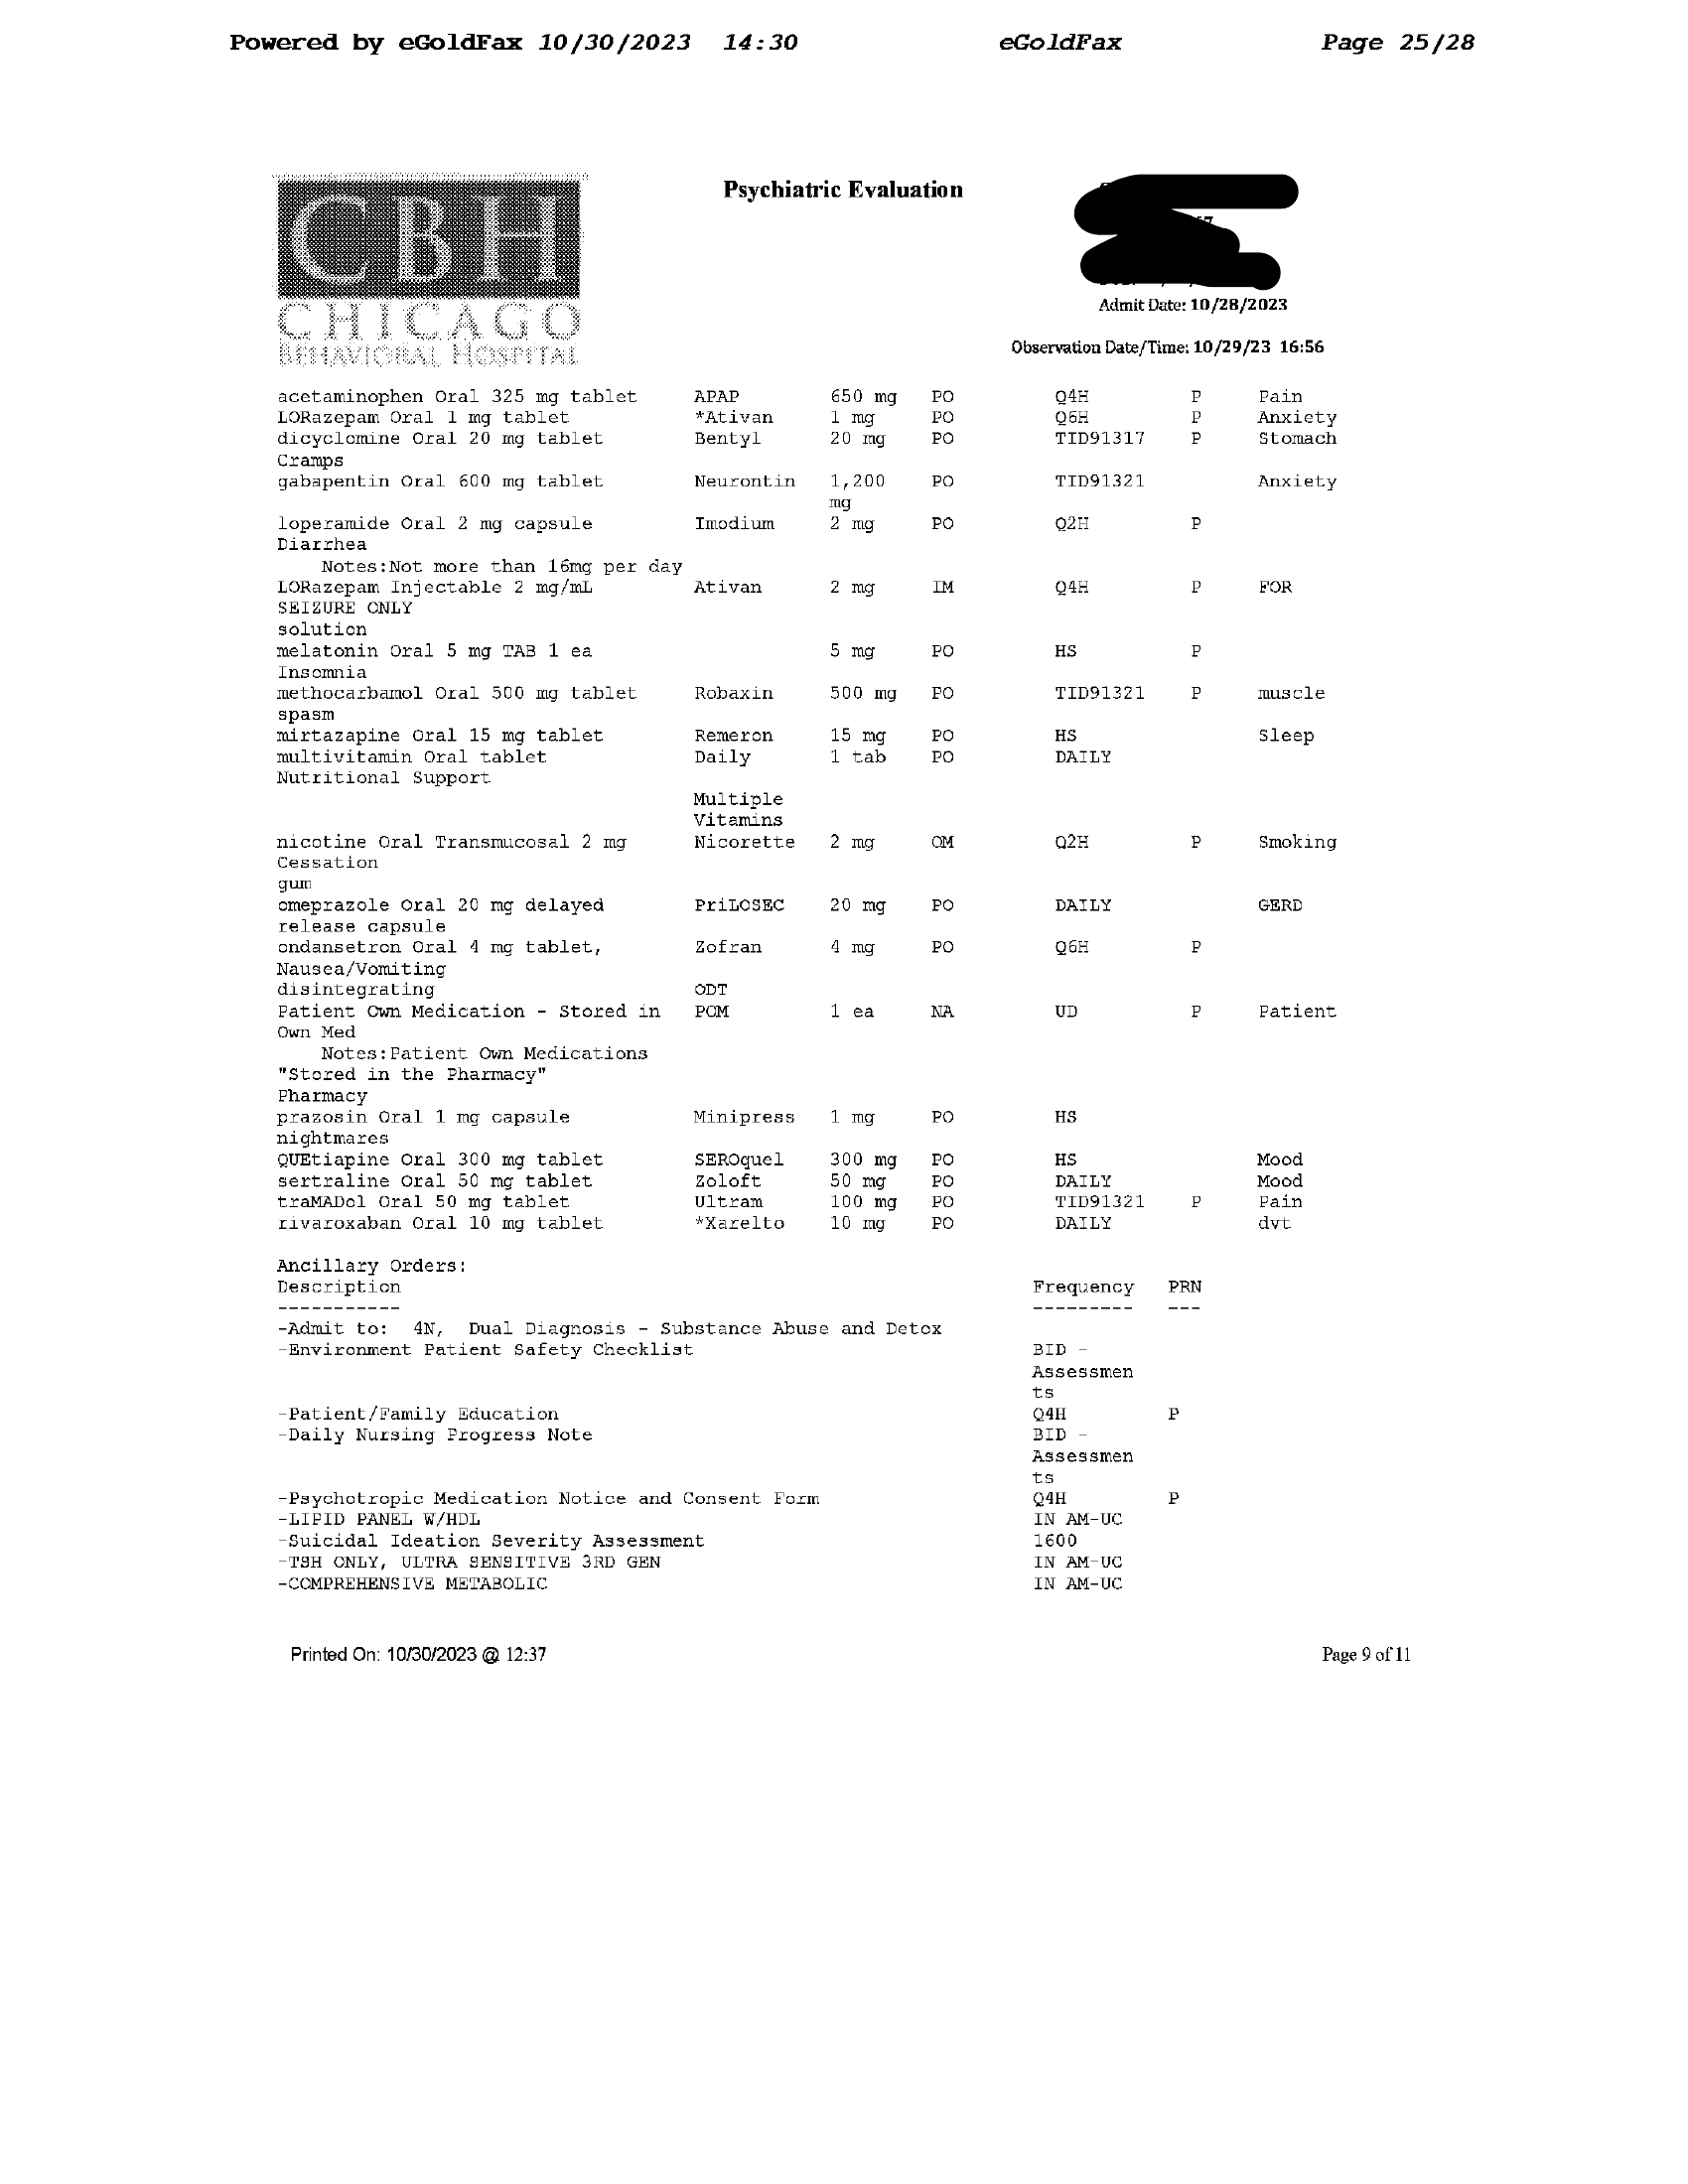 Powered by eGoldFax 10/30/2023 14:30 eGoldFax Page 25/28
CBH
CHICAGO
BEHAVIORAL HOSPITAL
Psychiatric Evaluation
Admit Date: 10/28/2023
Observation Date/Time: 10/29/23 16:56
acetaminophen Oral 325 mg tablet APAP 650 mg PO Q4H P Pain
LORazepam Oral 1 mg tablet *Ativan 1 mg PO Q6H P Anxiety
dicyclomine Oral 20 mg tablet Bentyl 20 mg PO TID91317 P Stomach
Cramps
gabapentin Oral 600 mg tablet Neurontin 1,200 PO TID91321 Anxiety
mg
loperamide Oral 2 mg capsule Imodium 2 mg PO Q2H P
Diarrhea
Notes:Not more than 16mg per day
LORazepam Injectable 2 mg/mL Ativan 2 mg IM Q4H P FOR
SEIZURE ONLY
solution
melatonin Oral 5 mg TAB 1 ea 5 mg PO HS P
Insomnia
methocarbamol Oral 500 mg tablet Robaxin 500 mg PO TID91321 P muscle
spasm
mirtazapine Oral 15 mg tablet Remeron 15 mg PO HS Sleep
multivitamin Oral tablet Daily 1 tab PO DAILY
Nutritional Support
Multiple
Vitamins
nicotine Oral Transmucosal 2 mg Nicorette 2 mg OM Q2H P Smoking
Cessation
gum
omeprazole Oral 20 mg delayed PriLOSEC 20 mg PO DAILY GERD
release capsule
ondansetron Oral 4 mg tablet, Zofran 4 mg PO Q6H P
Nausea/Vomiting
disintegrating ODT
Patient Own Medication - Stored in POM 1 ea NA UD P Patient
Own Med
Notes:Patient Own Medications
"Stored in the Pharmacy"
Pharmacy
prazosin Oral 1 mg capsule Minipress 1 mg PO HS
nightmares
QUEtiapine Oral 300 mg tablet SEROquel 300 mg PO HS Mood
sertraline Oral 50 mg tablet Zoloft 50 mg PO DAILY Mood
traMADol Oral 50 mg tablet Ultram 100 mg PO TID91321 P Pain
rivaroxaban Oral 10 mg tablet *Xarelto 10 mg PO DAILY dvt
Ancillary Orders:
Description Frequency PRN
----------- --------- ---
-Admit to: 4N, Dual Diagnosis - Substance Abuse and Detox
-Environment Patient Safety Checklist BID -
Assessmen
ts
-Patient/Family Education Q4H P
-Daily Nursing Progress Note BID -
Assessmen
ts
-Psychotropic Medication Notice and Consent Form Q4H P
-LIPID PANEL W/HDL IN AM-UC
-Suicidal Ideation Severity Assessment 1600
-TSH ONLY, ULTRA SENSITIVE 3RD GEN IN AM-UC
-COMPREHENSIVE METABOLIC IN AM-UC
Printed On: 10/30/2023 @ 12:37 Page 9 of 11